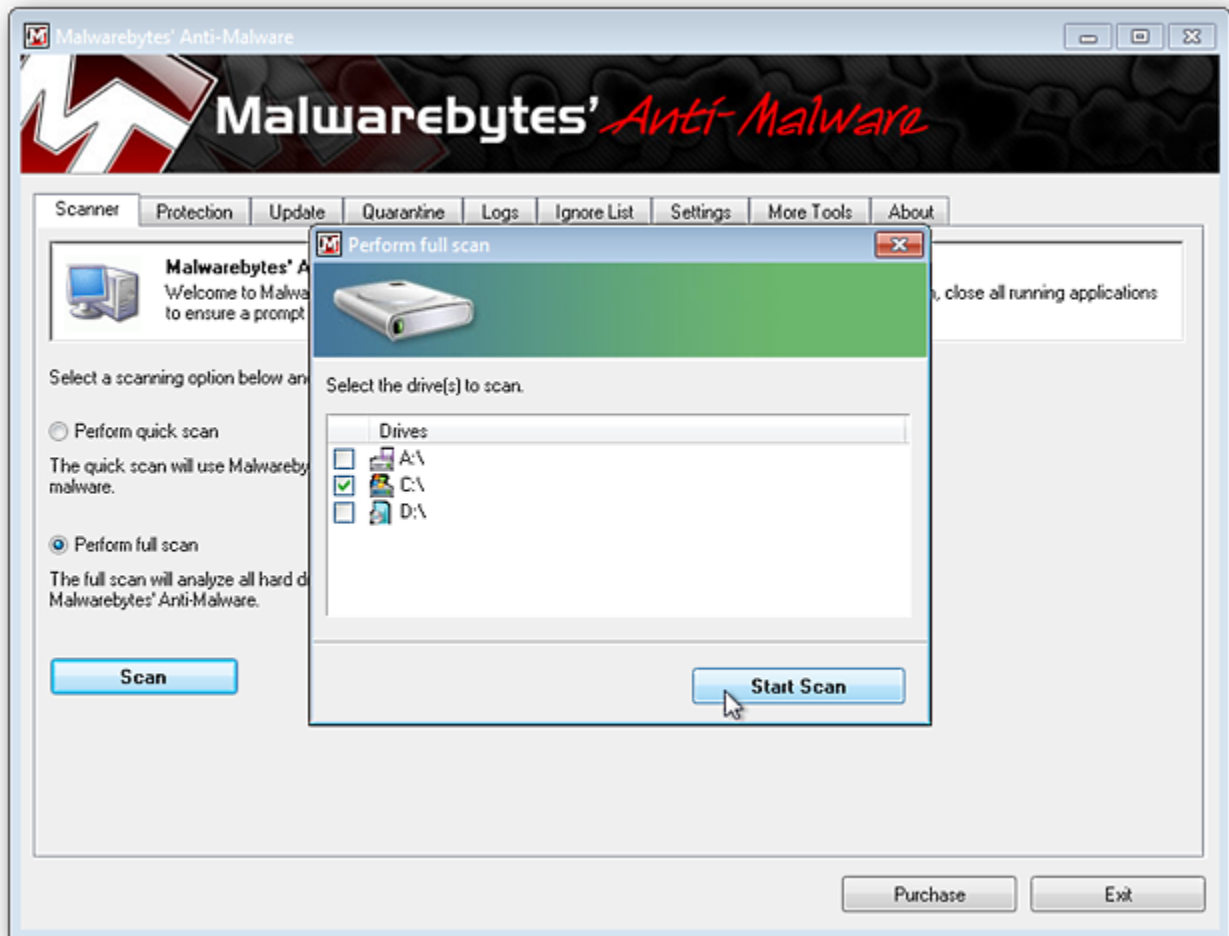 Malwarebytes' Anti-Malware
Malwarebytes' Anti-Malware
Scanner Protection Update Quarantine Logs Ignore List Settings More Tools About
Malwarebytes' A
Welcome to Malwa
to ensure a prompt
, close all running applications
Select a scanning option below an
Perform quick scan
The quick scan will use Malwareby
malware.
Perform full scan
The full scan will analyze all hard d
Malwarebytes' Anti-Malware.
Scan
Perform full scan
Select the drive(s) to scan.
Drives
A:\
C:\
D:\
Start Scan
Purchase Exit